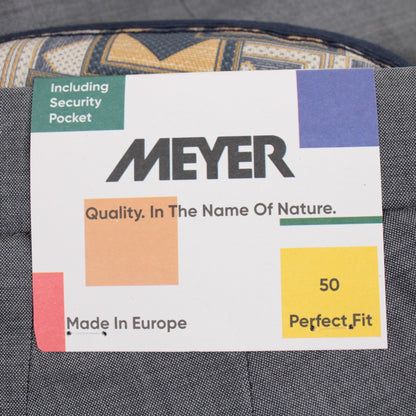 Including
Security
Pocket
MEYER
Quality. In The Name Of Nature.
50
Made In Europe
Perfect Fit